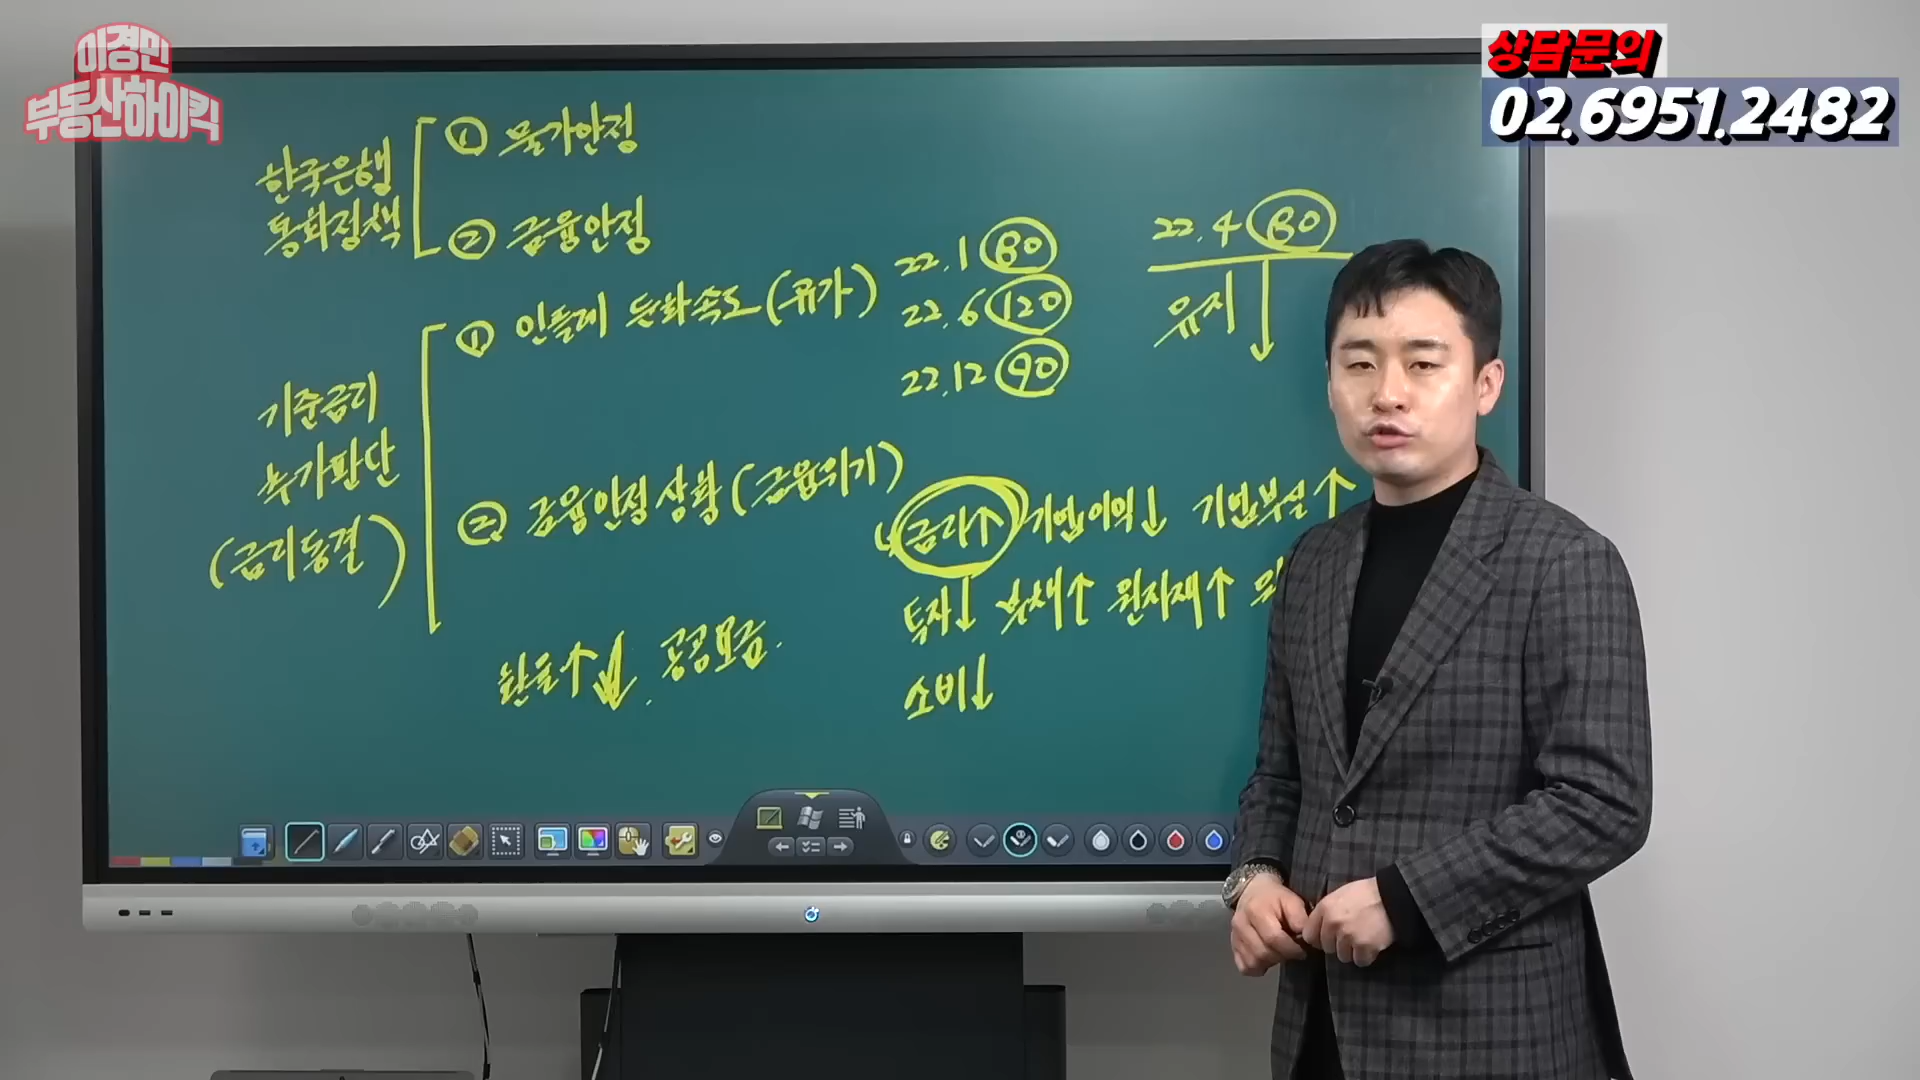 이경민
부동산하이킥
상담문의
02.6951.2482
한국은행
통화정책
① 물가안정
② 금융안정
기준금리
추가판단
(금리동결)
① 인플레 둔화속도 (유가)
22.1 80
22.6 120
22.12 90
22.4 80
유지
② 금융안정상황 (금융위기)
금리↑ 기업이익↓ 기업부실↑
투자↓ 부채↑ 원자재↑
소비↓
환율↑↓. 공공요금.